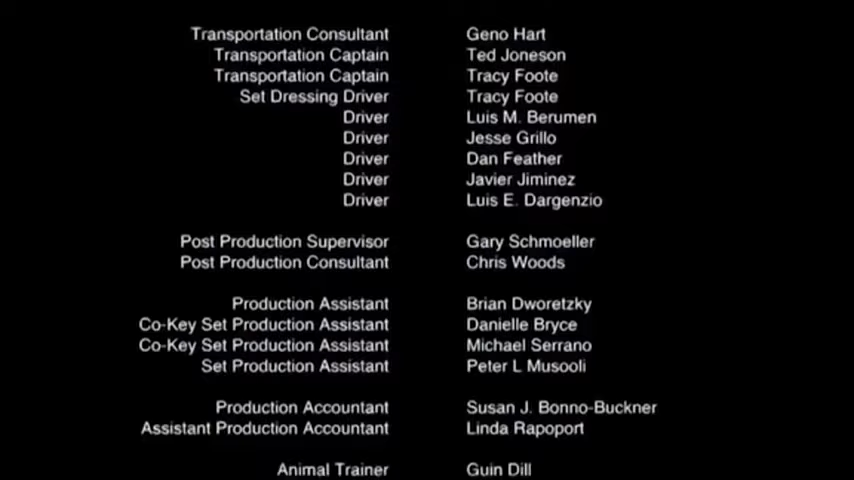 Transportation Consultant Geno Hart
Transportation Captain Ted Joneson
Transportation Captain Tracy Foote
Set Dressing Driver Tracy Foote
Driver Luis M. Berumen
Driver Jesse Grillo
Driver Dan Feather
Driver Javier Jiminez
Driver Luis E. Dargenzio
Post Production Supervisor Gary Schmoeller
Post Production Consultant Chris Woods
Production Assistant Brian Dworetzky
Co-Key Set Production Assistant Danielle Bryce
Co-Key Set Production Assistant Michael Serrano
Set Production Assistant Peter L Musooli
Production Accountant Susan J. Bonno-Buckner
Assistant Production Accountant Linda Rapoport
Animal Trainer Guin Dill